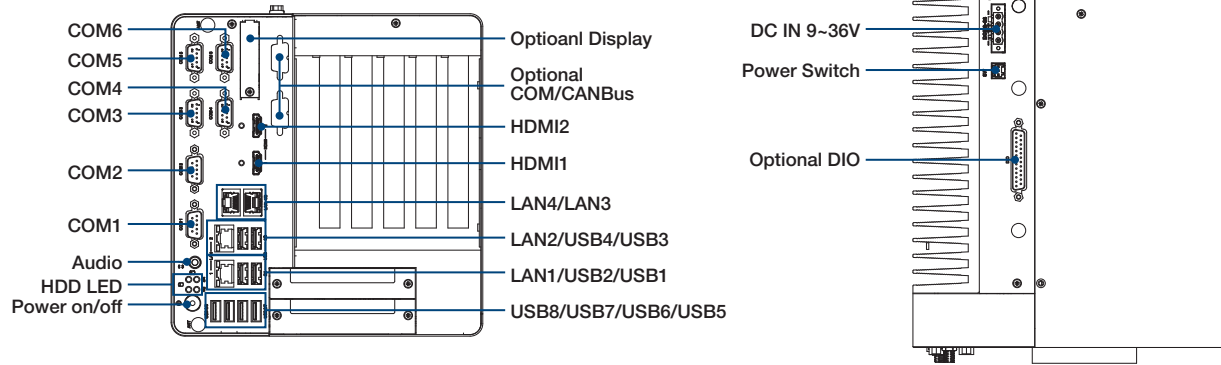 COM6
COM5
COM4
COM3
COM2
COM1
Audio
HDD LED
Power on/off
Optioanl Display
Optional
COM/CANBus
HDMI2
HDMI1
LAN4/LAN3
LAN2/USB4/USB3
LAN1/USB2/USB1
USB8/USB7/USB6/USB5
DC IN 9~36V
Power Switch
Optional DIO